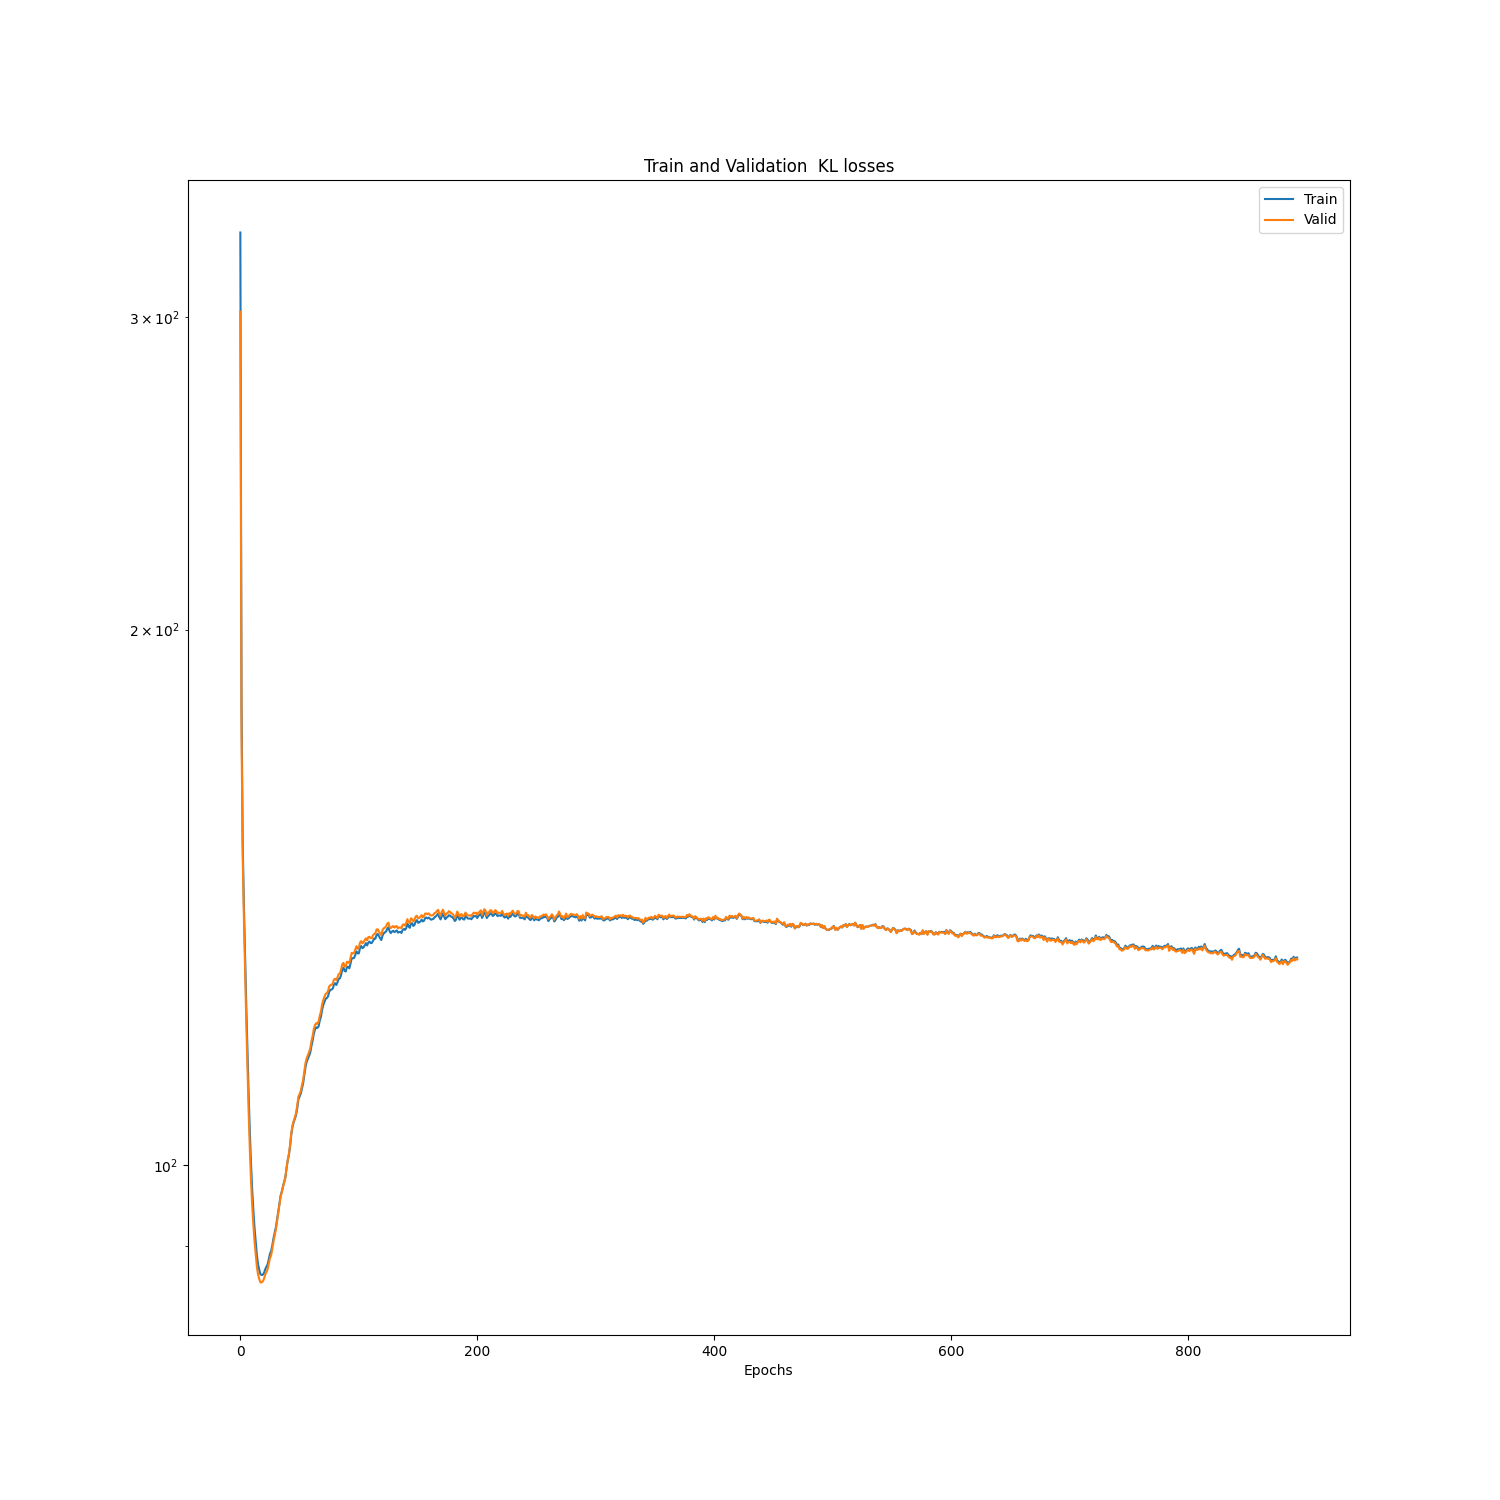 Train and Validation  KL losses
Train
Valid
3 × 10²
2 × 10²
10²
0 200 400 600 800
Epochs